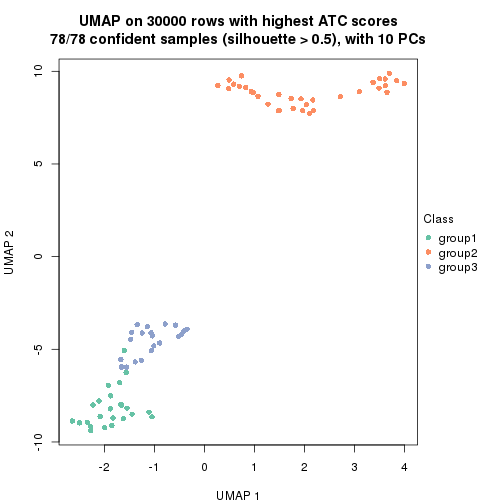 UMAP on 30000 rows with highest ATC scores
78/78 confident samples (silhouette > 0.5), with 10 PCs
10
5
0
-5
-10
UMAP 2
-2
-1
0
1
2
3
4
UMAP 1
Class
group1
group2
group3